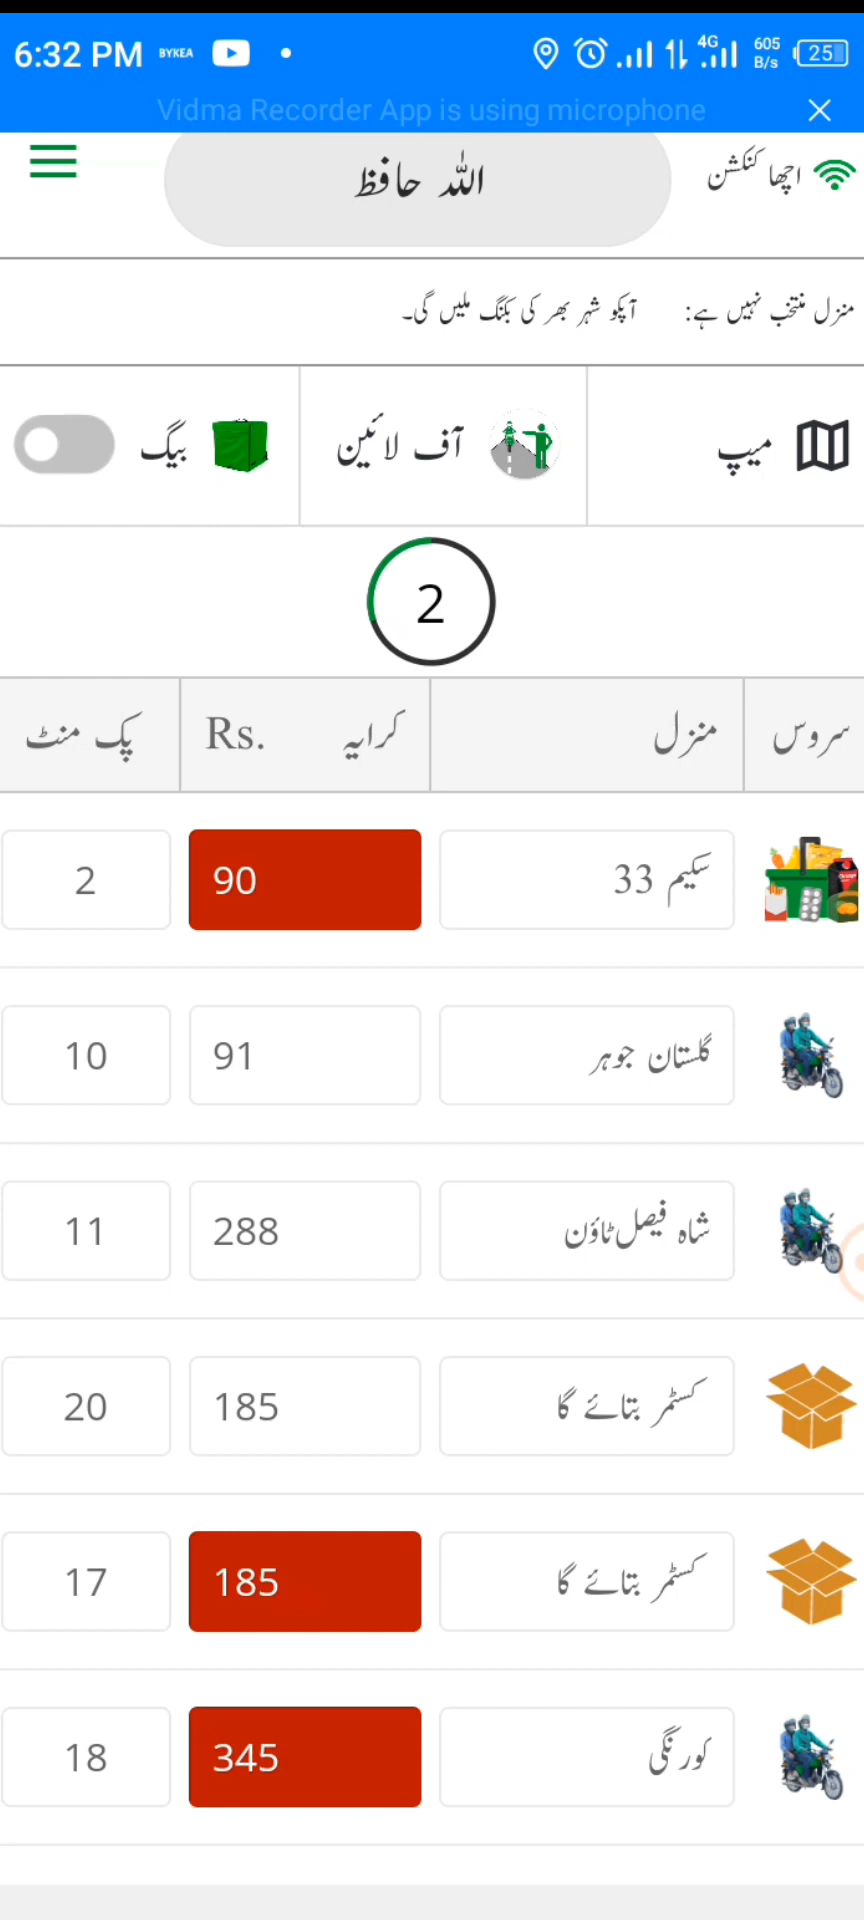 6:32 PM BYKEA 4G 605 B/s 25
Vidma Recorder App is using microphone
اللہ حافظ
اچھا کنکشن
منزل منتخب نہیں ہے: آپکو شہر بھر کی بکنگ ملیں گی۔
میپ
آف لائین
بیگ
2
سروس منزل کرایہ Rs. پک منٹ
سکیم 33 90 2
گلستان جوہر 91 10
شاہ فیصل ٹاؤن 288 11
کسٹمر بتائے گا 185 20
کسٹمر بتائے گا 185 17
کورنگی 345 18